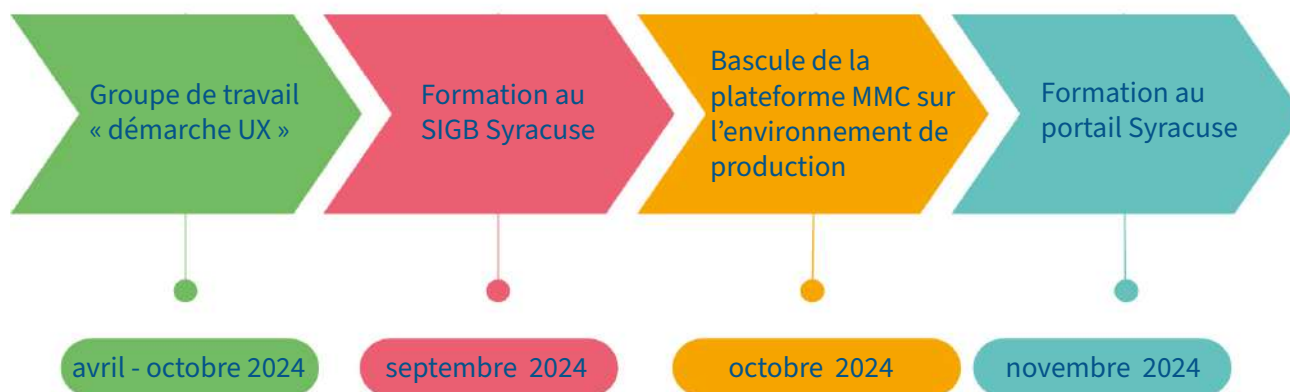 Groupe de travail
« démarche UX »
Formation au
SIGB Syracuse
Bascule de la
plateforme MMC sur
l’environnement de
production
Formation au
portail Syracuse
avril - octobre 2024
septembre 2024
octobre 2024
novembre 2024